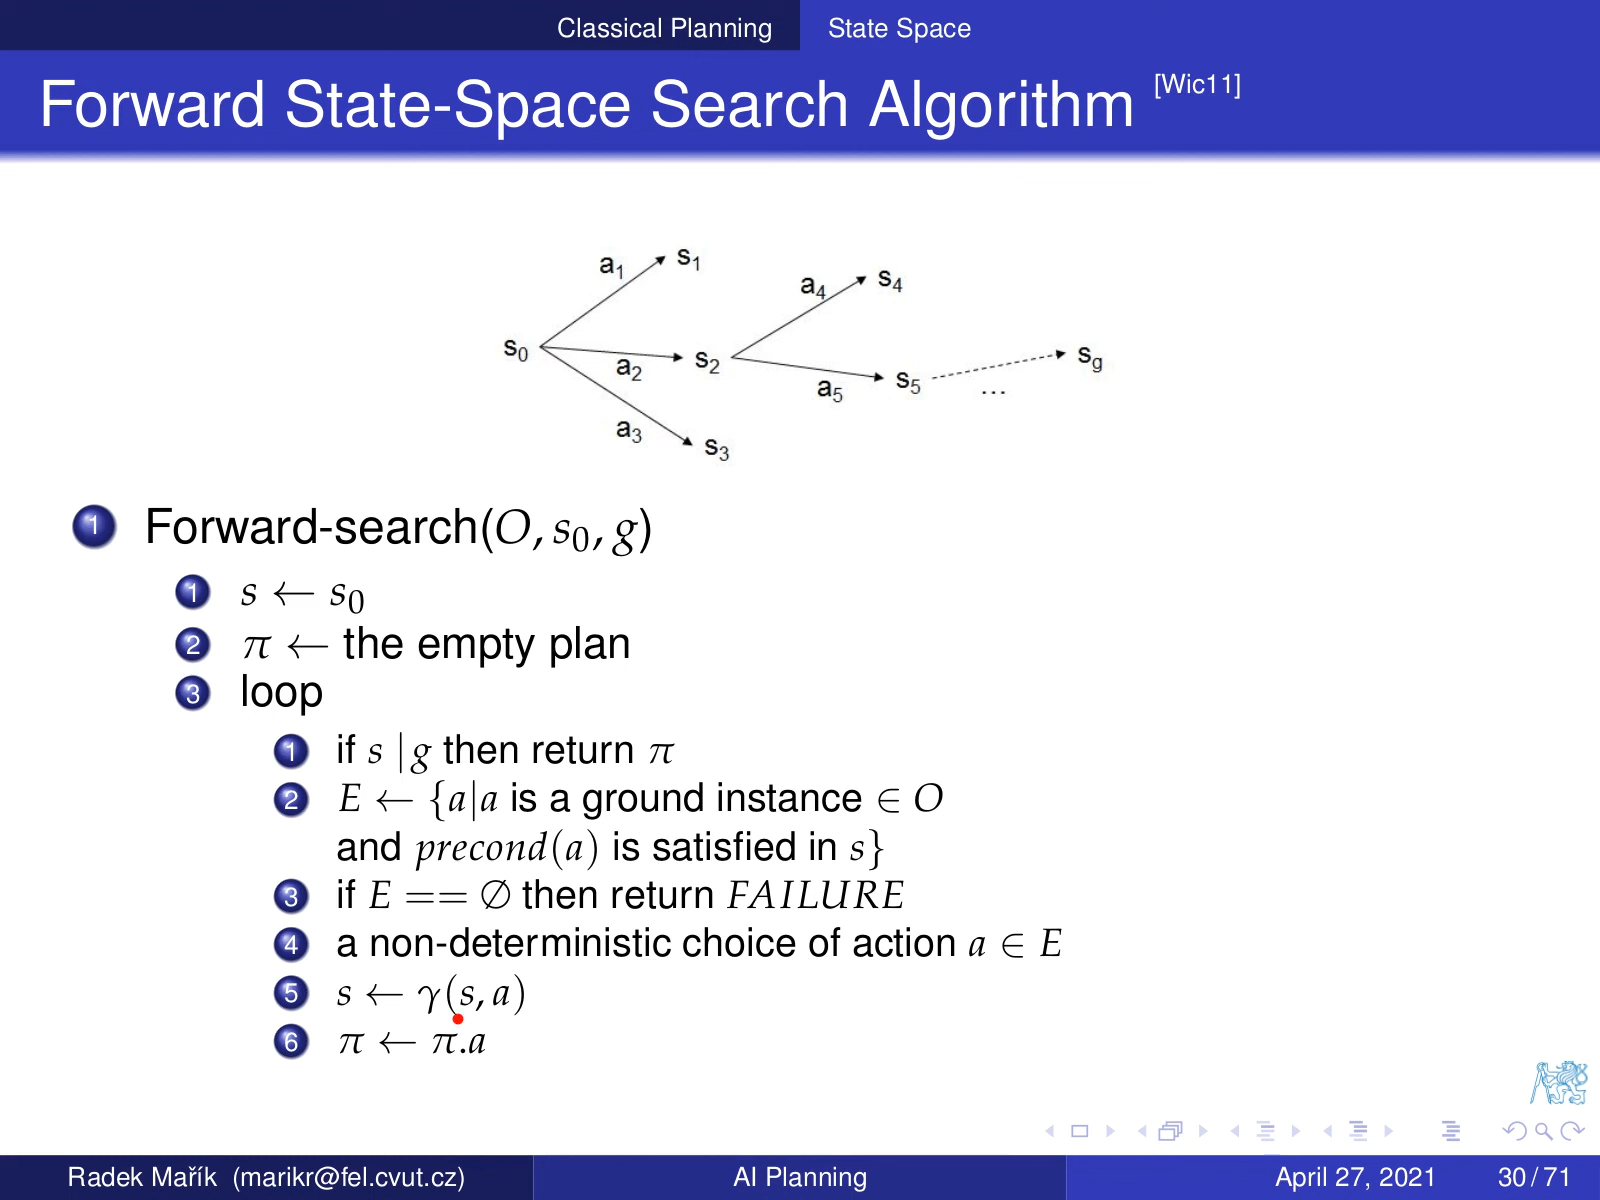 Classical Planning State Space
Forward State-Space Search Algorithm [Wic11]
a1 s1
a4 s4
s0 a2 s2
a5 s5 ... sg
a3 s3
1 Forward-search(O, s0, g)
1 s ← s0
2 π ← the empty plan
3 loop
1 if s |g then return π
2 E ← {a|a is a ground instance ∈ O
and precond(a) is satisfied in s}
3 if E == ∅ then return FAILURE
4 a non-deterministic choice of action a ∈ E
5 s ← γ(s, a)
6 π ← π.a
Radek Mařík (marikr@fel.cvut.cz) AI Planning April 27, 2021 30 / 71